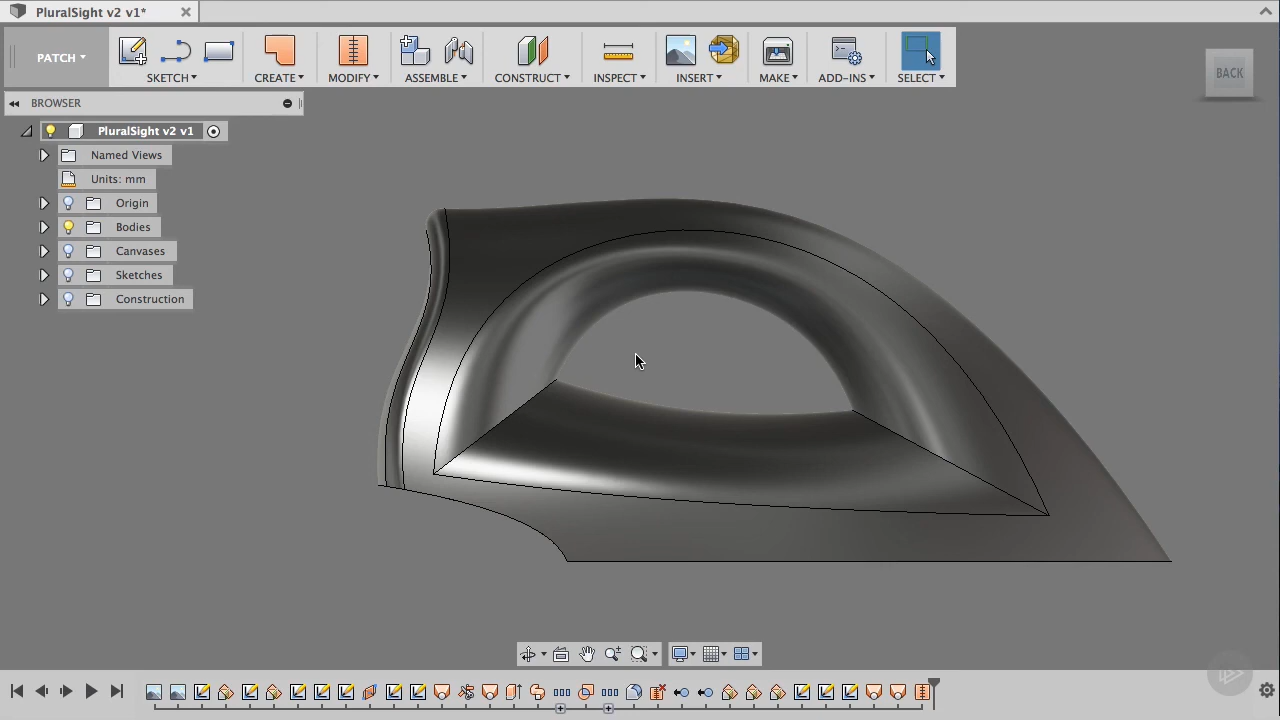 PluralSight v2 v1*
PATCH
SKETCH
CREATE
MODIFY
ASSEMBLE
CONSTRUCT
INSPECT
INSERT
MAKE
ADD-INS
SELECT
BACK
BROWSER
PluralSight v2 v1
Named Views
Units: mm
Origin
Bodies
Canvases
Sketches
Construction